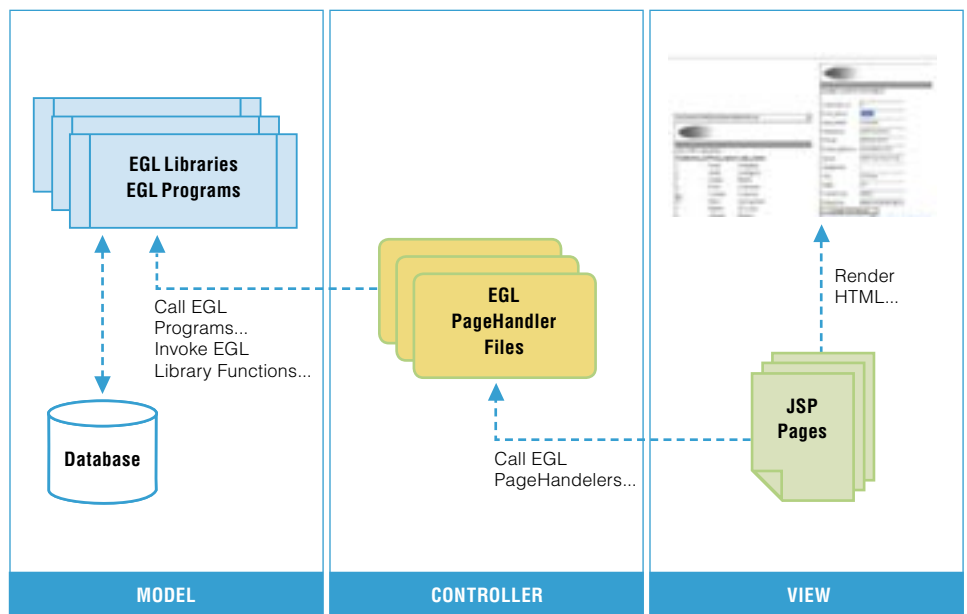 EGL Libraries
EGL Programs
Call EGL
Programs...
Invoke EGL
Library Functions...
Database
MODEL
EGL
PageHandler
Files
Call EGL
PageHandelers...
CONTROLLER
Render
HTML...
JSP
Pages
VIEW